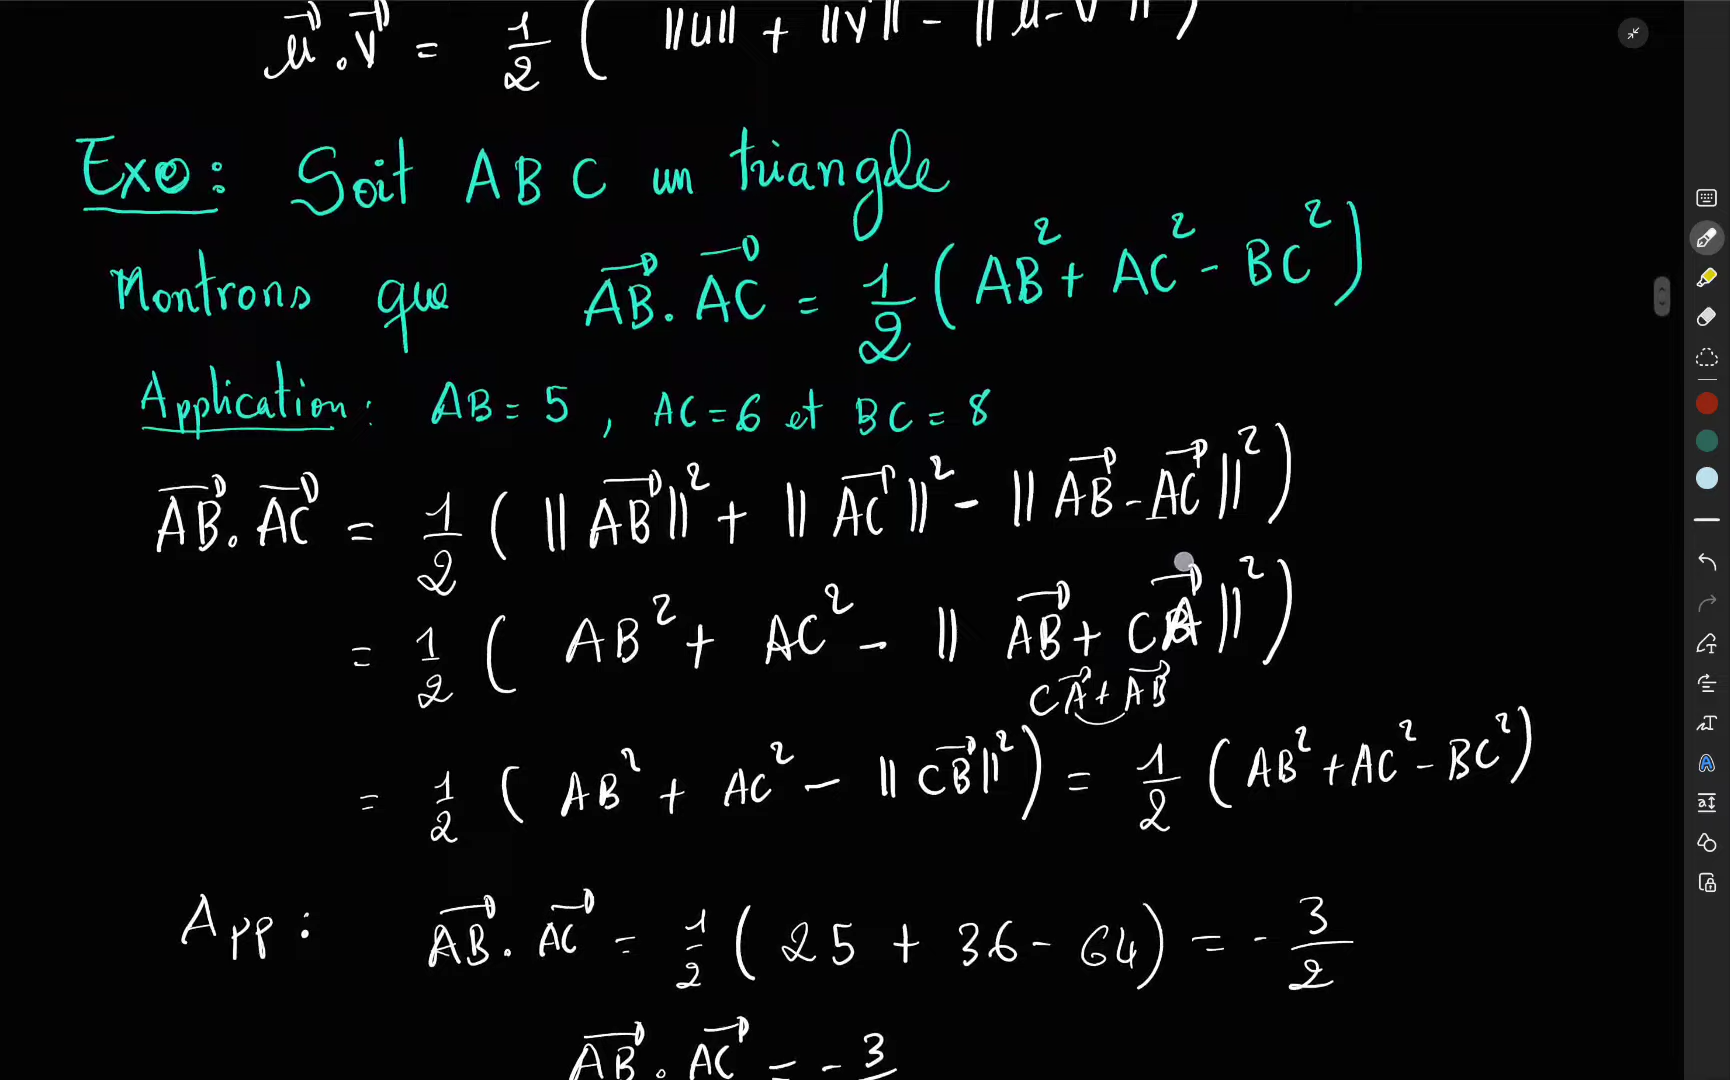 μ⃗.V⃗ = 1/2 ( ||U|| + ||V|| - || μ - V || )
Exo: Soit ABC un triangle
Montrons que AB⃗.AC⃗ = 1/2 ( AB² + AC² - BC² )
Application: AB = 5 , AC = 6 et BC = 8
AB⃗.AC⃗ = 1/2 ( || AB⃗ ||² + || AC⃗ ||² - || AB⃗ - AC⃗ ||² )
= 1/2 ( AB² + AC² - || AB⃗ + CA⃗ ||² )
CA⃗ + AB⃗
= 1/2 ( AB² + AC² - || CB⃗ ||² ) = 1/2 ( AB² + AC² - BC² )
App: AB⃗.AC⃗ = 1/2 ( 25 + 36 - 64 ) = - 3/2
AB⃗.AC⃗ = - 3